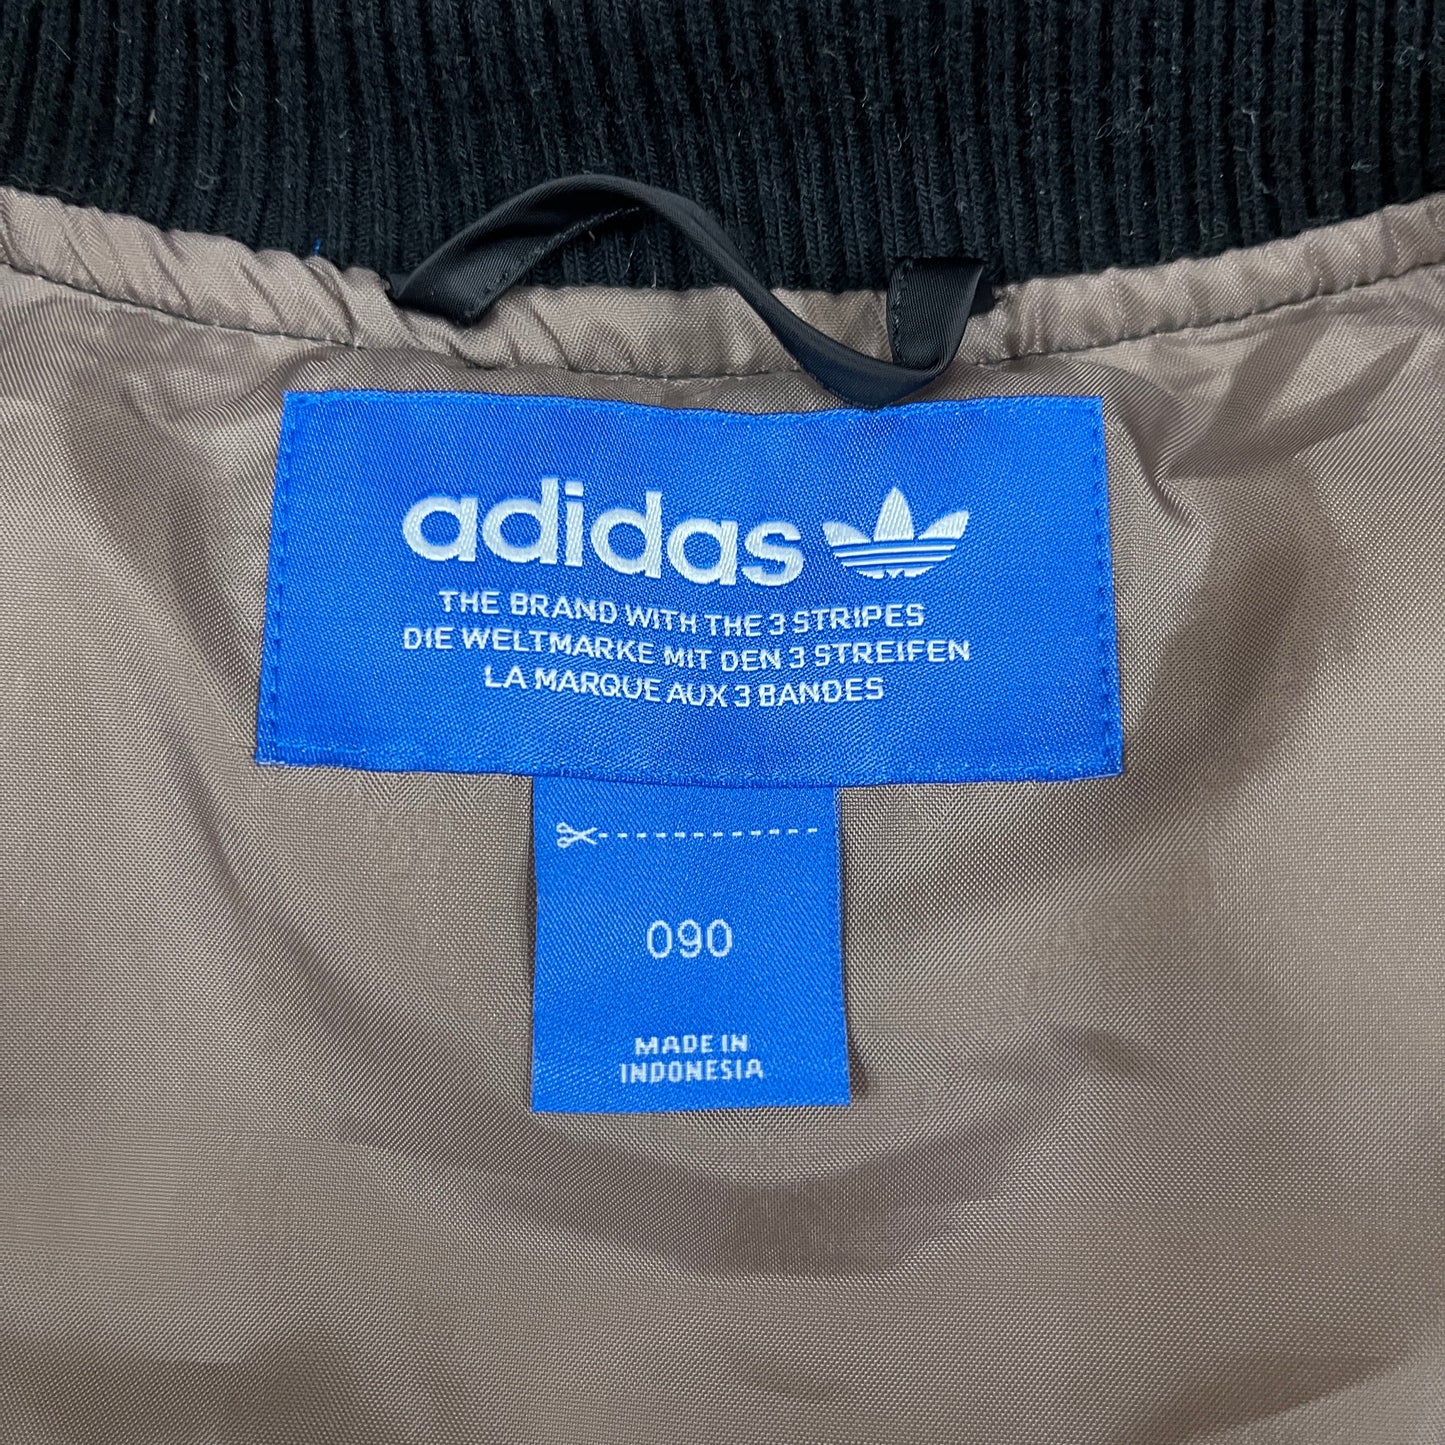 adidas
THE BRAND WITH THE 3 STRIPES
DIE WELTMARKE MIT DEN 3 STREIFEN
LA MARQUE AUX 3 BANDES
090
MADE IN
INDONESIA